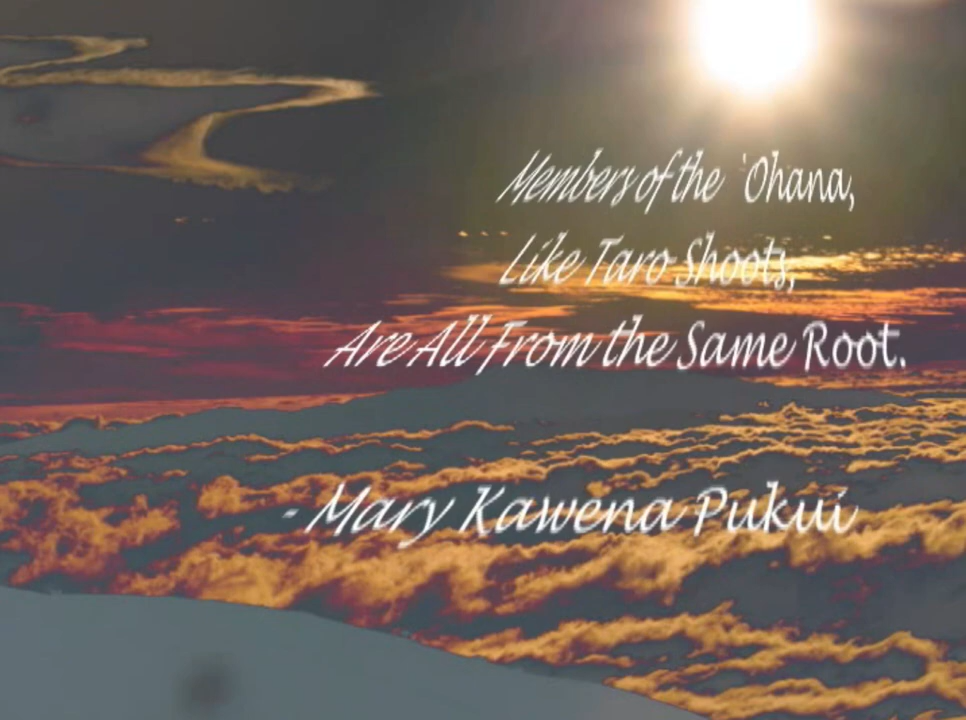 Members of the `Ohana,
Like Taro Shoots,
Are All From the Same Root.
- Mary Kawena Pukui